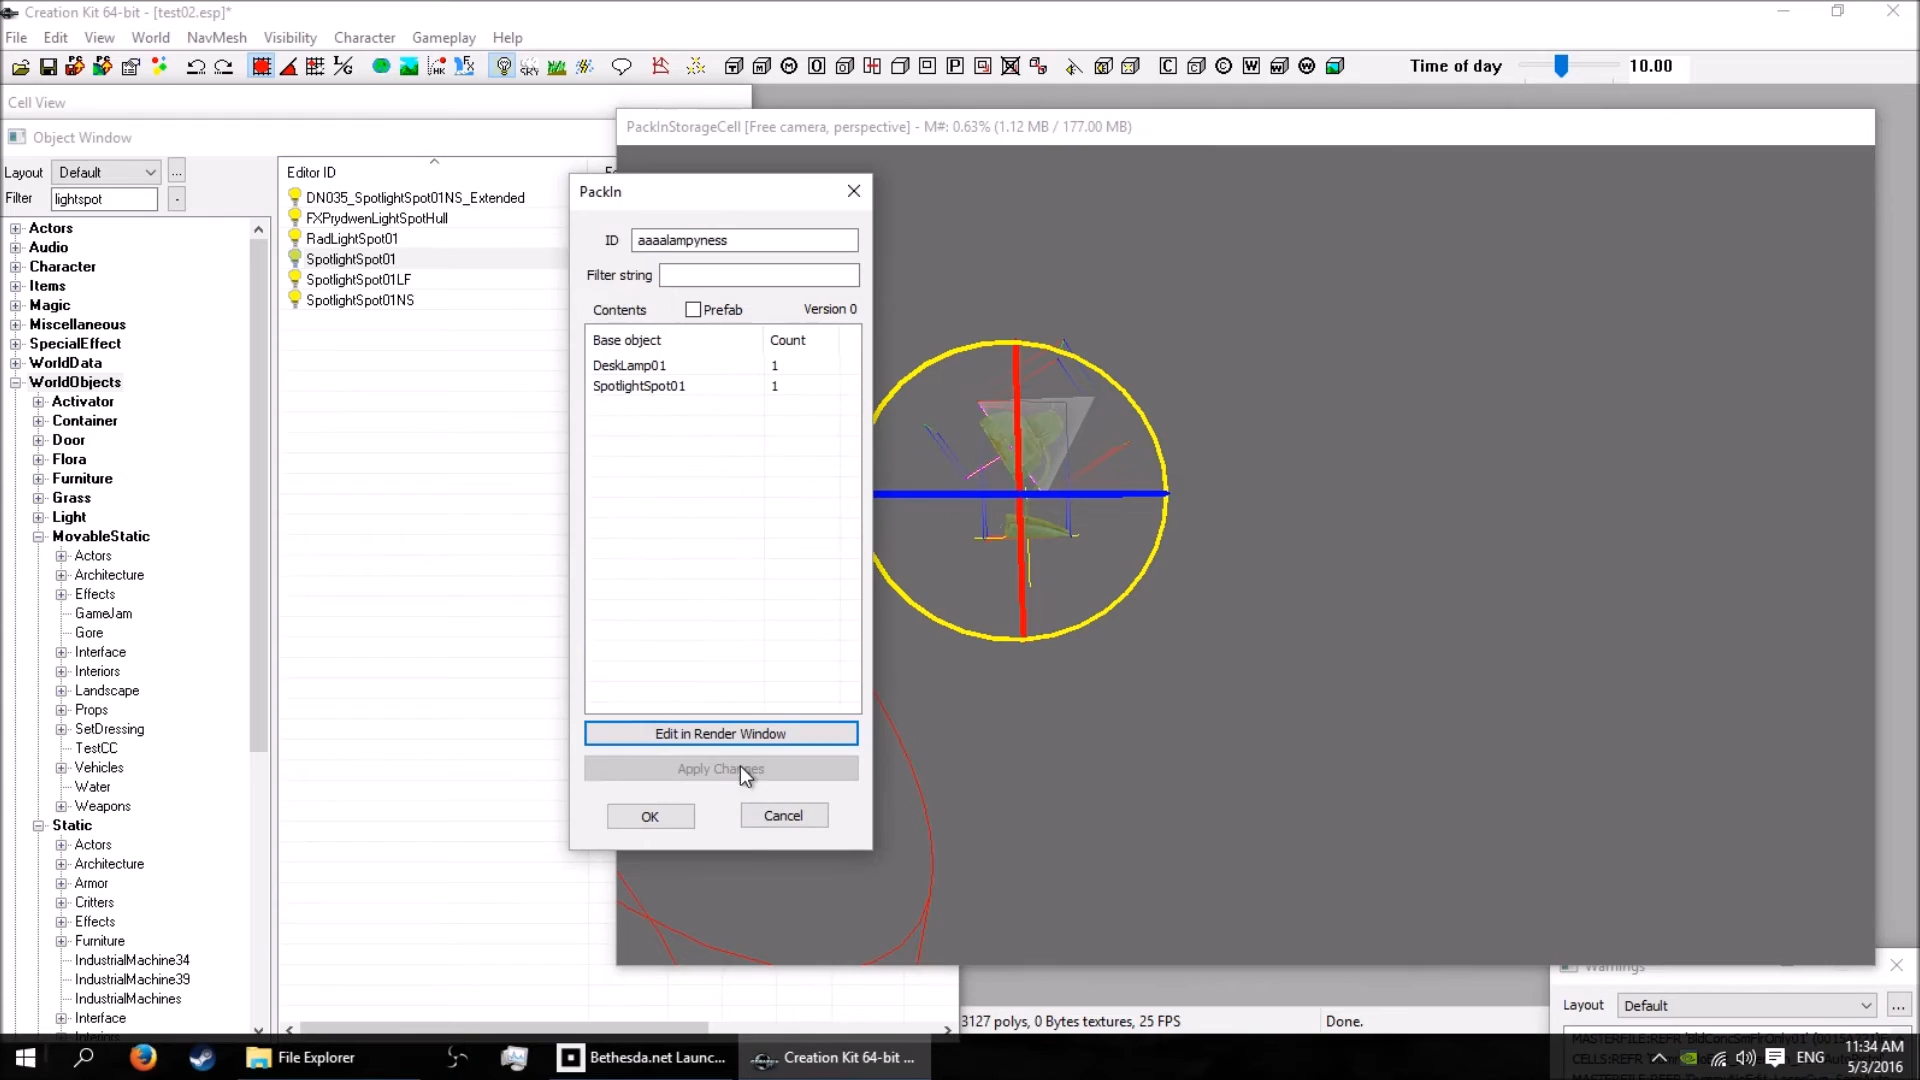 Creation Kit 64-bit - [test02.esp]*
File Edit View World NavMesh Visibility Character Gameplay Help
Time of day 10.00
Cell View
Object Window
PackInStorageCell [Free camera, perspective] - M#: 0.63% (1.12 MB / 177.00 MB)
Layout Default ...
Filter lightspot
Editor ID
DN035_SpotlightSpot01NS_Extended
FXPrydwenLightSpotHull
RadLightSpot01
SpotlightSpot01
SpotlightSpot01LF
SpotlightSpot01NS
Actors
Audio
Character
Items
Magic
Miscellaneous
SpecialEffect
WorldData
WorldObjects
Activator
Container
Door
Flora
Furniture
Grass
Light
MovableStatic
Actors
Architecture
Effects
GameJam
Gore
Interface
Interiors
Landscape
Props
SetDressing
TestCC
Vehicles
Water
Weapons
Static
Actors
Architecture
Armor
Critters
Effects
Furniture
IndustrialMachine34
IndustrialMachine39
IndustrialMachines
Interface
PackIn
ID aaaalampyness
Filter string
Contents Prefab Version 0
Base object Count
DeskLamp01 1
SpotlightSpot01 1
Edit in Render Window
Apply Changes
OK Cancel
Warnings
Layout Default ...
3127 polys, 0 Bytes textures, 25 FPS Done.
File Explorer Bethesda.net Launc... Creation Kit 64-bit ... ENG
11:34 AM
5/3/2016